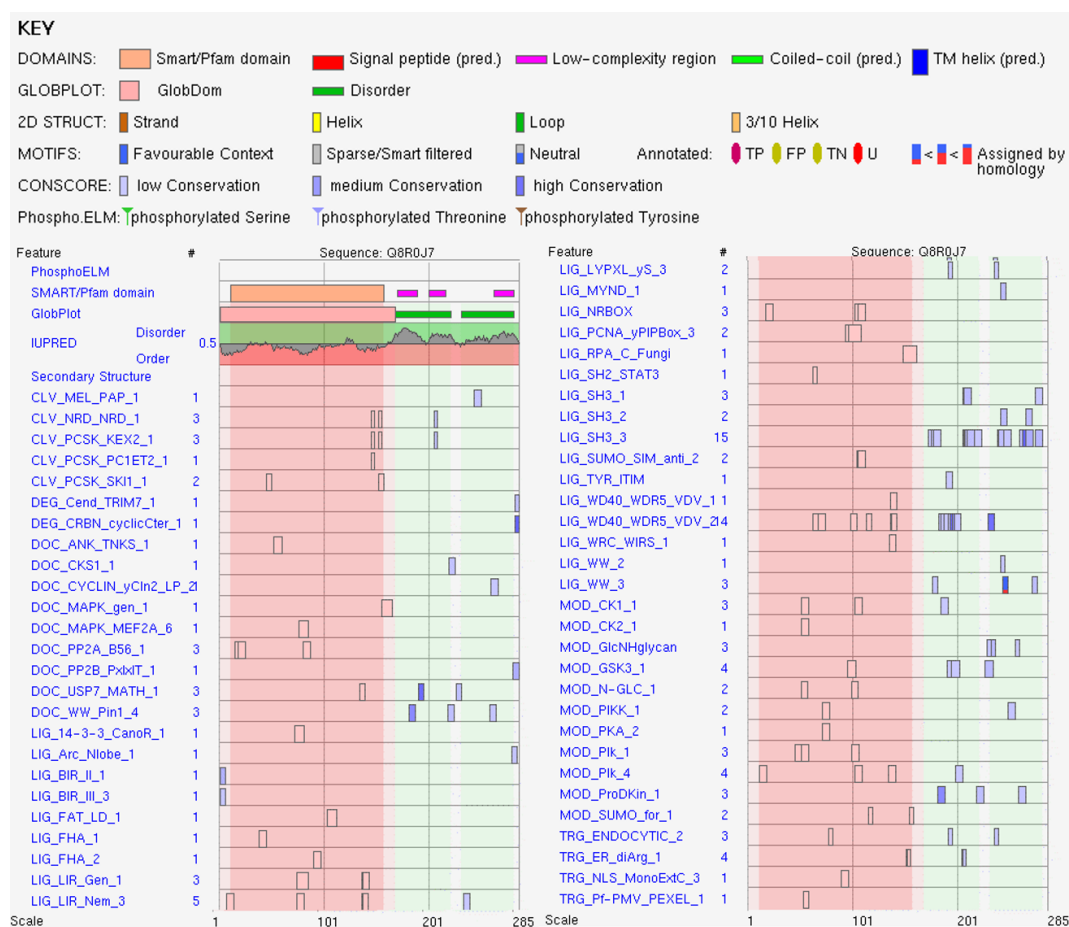 KEY
DOMAINS: Smart/Pfam domain Signal peptide (pred.) Low-complexity region Coiled-coil (pred.) TM helix (pred.)
GLOBPLOT: GlobDom Disorder
2D STRUCT: Strand Helix Loop 3/10 Helix
MOTIFS: Favourable Context Sparse/Smart filtered Neutral Annotated: TP FP TN U < < Assigned by
homology
CONSCORE: low Conservation medium Conservation high Conservation
Phospho.ELM: phosphorylated Serine phosphorylated Threonine phosphorylated Tyrosine
Feature # Sequence: Q8R0J7
PhosphoELM
SMART/Pfam domain
GlobPlot
Disorder
IUPRED 0.5
Order
Secondary Structure
CLV_MEL_PAP_1 1
CLV_NRD_NRD_1 3
CLV_PCSK_KEX2_1 3
CLV_PCSK_PC1ET2_1 1
CLV_PCSK_SKI1_1 2
DEG_Cend_TRIM7_1 1
DEG_CRBN_cyclicCter_1 1
DOC_ANK_TNKS_1 1
DOC_CKS1_1 1
DOC_CYCLIN_yCln2_LP_21
DOC_MAPK_gen_1 1
DOC_MAPK_MEF2A_6 1
DOC_PP2A_B56_1 3
DOC_PP2B_PxIxIT_1 1
DOC_USP7_MATH_1 3
DOC_WW_Pin1_4 3
LIG_14-3-3_CanoR_1 1
LIG_Arc_Nlobe_1 1
LIG_BIR_II_1 1
LIG_BIR_III_3 1
LIG_FAT_LD_1 1
LIG_FHA_1 1
LIG_FHA_2 1
LIG_LIR_Gen_1 3
LIG_LIR_Nem_3 5
Scale 1 101 201 285
Feature # Sequence: Q8R0J7
LIG_LYPXL_yS_3 2
LIG_MYND_1 1
LIG_NRBOX 3
LIG_PCNA_yPIPBox_3 2
LIG_RPA_C_Fungi 1
LIG_SH2_STAT3 1
LIG_SH3_1 3
LIG_SH3_2 2
LIG_SH3_3 15
LIG_SUMO_SIM_anti_2 2
LIG_TYR_ITIM 1
LIG_WD40_WDR5_VDV_1 1
LIG_WD40_WDR5_VDV_214
LIG_WRC_WIRS_1 1
LIG_WW_2 1
LIG_WW_3 3
MOD_CK1_1 3
MOD_CK2_1 1
MOD_GlcNHglycan 3
MOD_GSK3_1 4
MOD_N-GLC_1 2
MOD_PIKK_1 2
MOD_PKA_2 1
MOD_Plk_1 3
MOD_Plk_4 4
MOD_ProDKin_1 3
MOD_SUMO_for_1 2
TRG_ENDOCYTIC_2 3
TRG_ER_diArg_1 4
TRG_NLS_MonoExtC_3 1
TRG_Pf-PMV_PEXEL_1 1
Scale 1 101 201 285